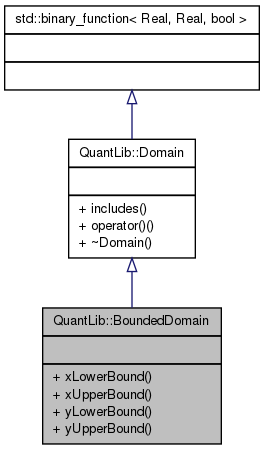 std::binary_function< Real, Real, bool >
QuantLib::Domain
+ includes()
+ operator()()
+ ~Domain()
QuantLib::BoundedDomain
+ xLowerBound()
+ xUpperBound()
+ yLowerBound()
+ yUpperBound()